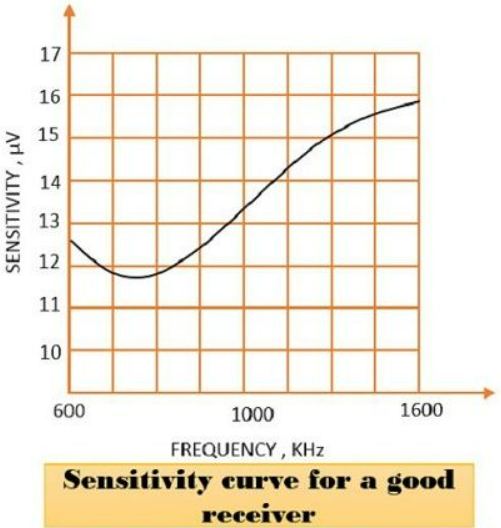 17
16
15
14
13
12
11
10
SENSITIVITY , µV
600 1000 1600
FREQUENCY , KHz
Sensitivity curve for a good
receiver